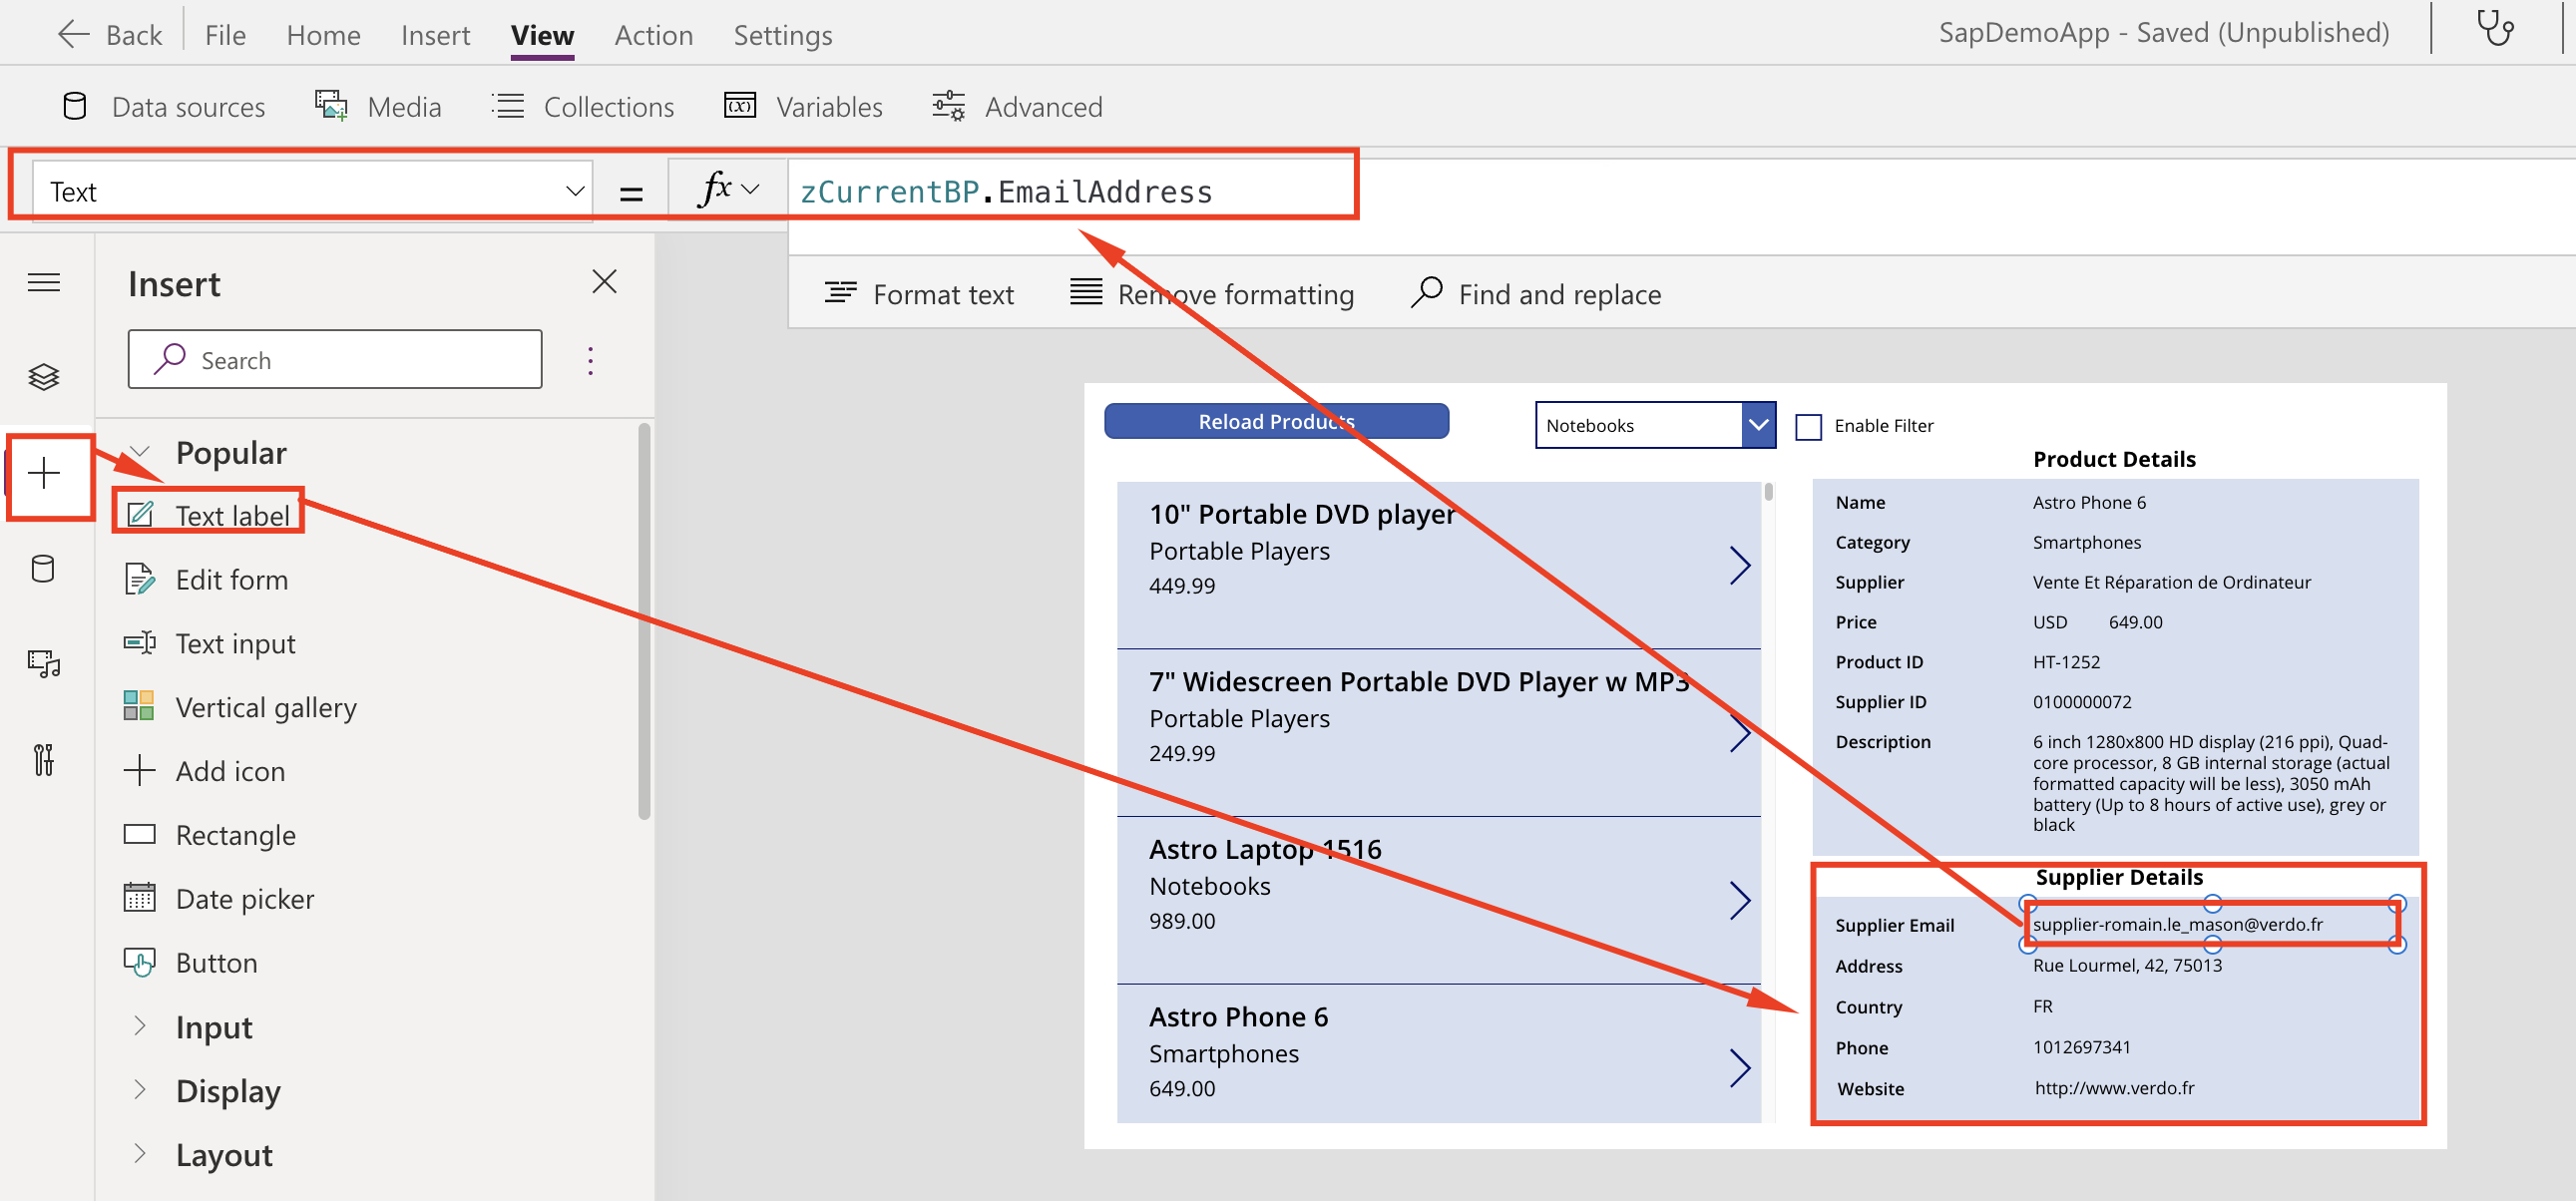 Back File Home Insert View Action Settings SapDemoApp - Saved (Unpublished)
Data sources Media Collections Variables Advanced
Text = fx zCurrentBP.EmailAddress
Format text Remove formatting Find and replace
Insert
Search
Popular
Text label
Edit form
Text input
Vertical gallery
Add icon
Rectangle
Date picker
Button
Input
Display
Layout
Reload Products Notebooks Enable Filter
10" Portable DVD player
Portable Players
449.99
7" Widescreen Portable DVD Player w MP3
Portable Players
249.99
Astro Laptop 1516
Notebooks
989.00
Astro Phone 6
Smartphones
649.00
Product Details
Name Astro Phone 6
Category Smartphones
Supplier Vente Et Réparation de Ordinateur
Price USD 649.00
Product ID HT-1252
Supplier ID 0100000072
Description 6 inch 1280x800 HD display (216 ppi), Quad-
core processor, 8 GB internal storage (actual
formatted capacity will be less), 3050 mAh
battery (Up to 8 hours of active use), grey or
black
Supplier Details
Supplier Email supplier-romain.le_mason@verdo.fr
Address Rue Lourmel, 42, 75013
Country FR
Phone 1012697341
Website http://www.verdo.fr